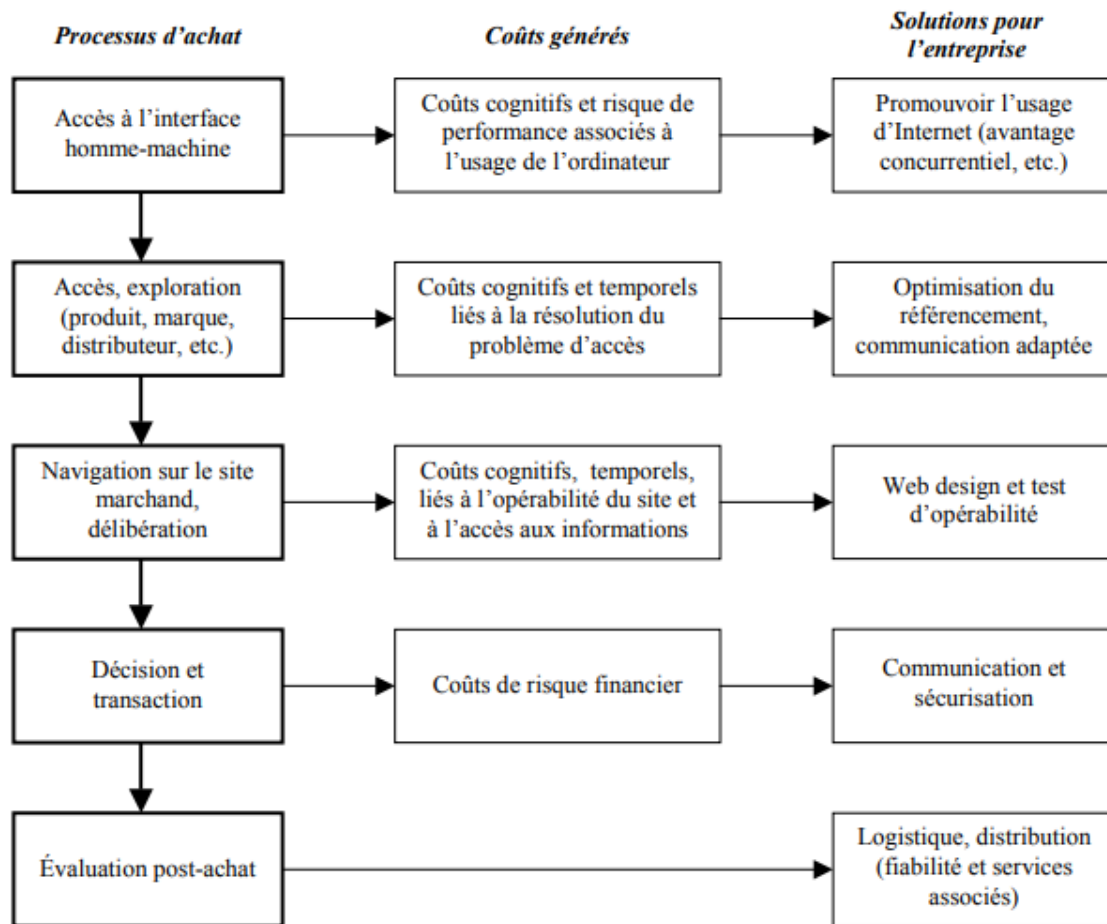 Processus d’achat
Coûts générés
Solutions pour
l’entreprise
Accès à l’interface
homme-machine
Coûts cognitifs et risque de
performance associés à
l’usage de l’ordinateur
Promouvoir l’usage
d’Internet (avantage
concurrentiel, etc.)
Accès, exploration
(produit, marque,
distributeur, etc.)
Coûts cognitifs et temporels
liés à la résolution du
problème d’accès
Optimisation du
référencement,
communication adaptée
Navigation sur le site
marchand,
délibération
Coûts cognitifs, temporels,
liés à l’opérabilité du site et
à l’accès aux informations
Web design et test
d’opérabilité
Décision et
transaction
Coûts de risque financier
Communication et
sécurisation
Évaluation post-achat
Logistique, distribution
(fiabilité et services
associés)